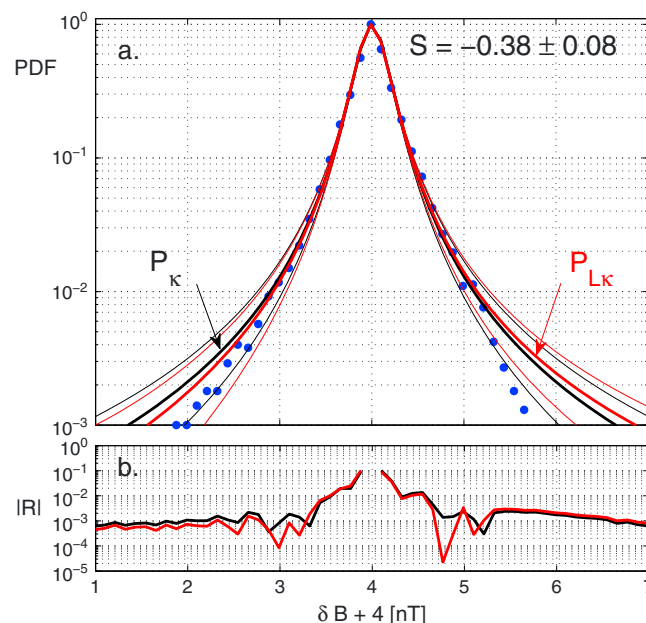 a.
S = −0.38 ± 0.08
PDF
10^0
10^−1
10^−2
10^−3
P_κ
P_Lκ
b.
|R|
10^0
10^−1
10^−2
10^−3
10^−4
10^−5
1 2 3 4 5 6 7
δ B + 4 [nT]